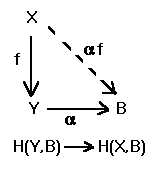 X
f αf
Y B
α
H(Y,B) → H(X,B)